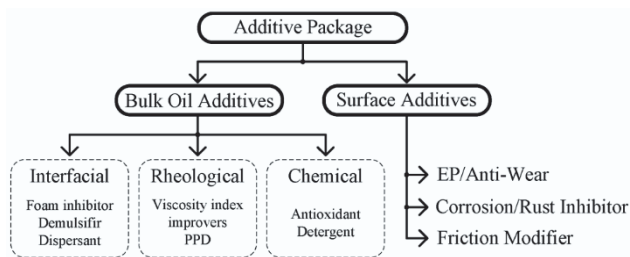 Additive Package
Bulk Oil Additives
Surface Additives
Interfacial
Foam inhibitor
Demulsifir
Dispersant
Rheological
Viscosity index
improvers
PPD
Chemical
Antioxidant
Detergent
EP/Anti-Wear
Corrosion/Rust Inhibitor
Friction Modifier